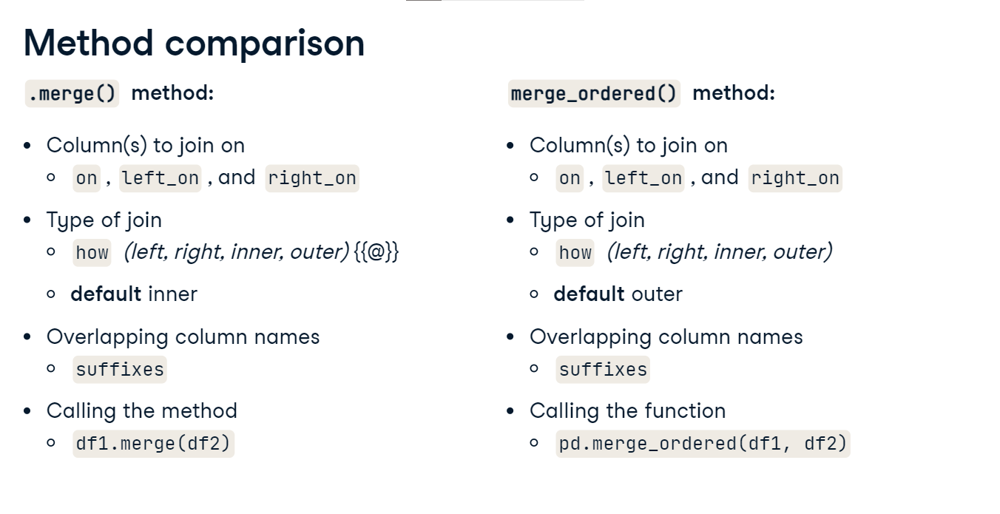 Method comparison
.merge() method:
• Column(s) to join on
◦ on , left_on , and right_on
• Type of join
◦ how (left, right, inner, outer) {{@}}
◦ default inner
• Overlapping column names
◦ suffixes
• Calling the method
◦ df1.merge(df2)
merge_ordered() method:
• Column(s) to join on
◦ on , left_on , and right_on
• Type of join
◦ how (left, right, inner, outer)
◦ default outer
• Overlapping column names
◦ suffixes
• Calling the function
◦ pd.merge_ordered(df1, df2)